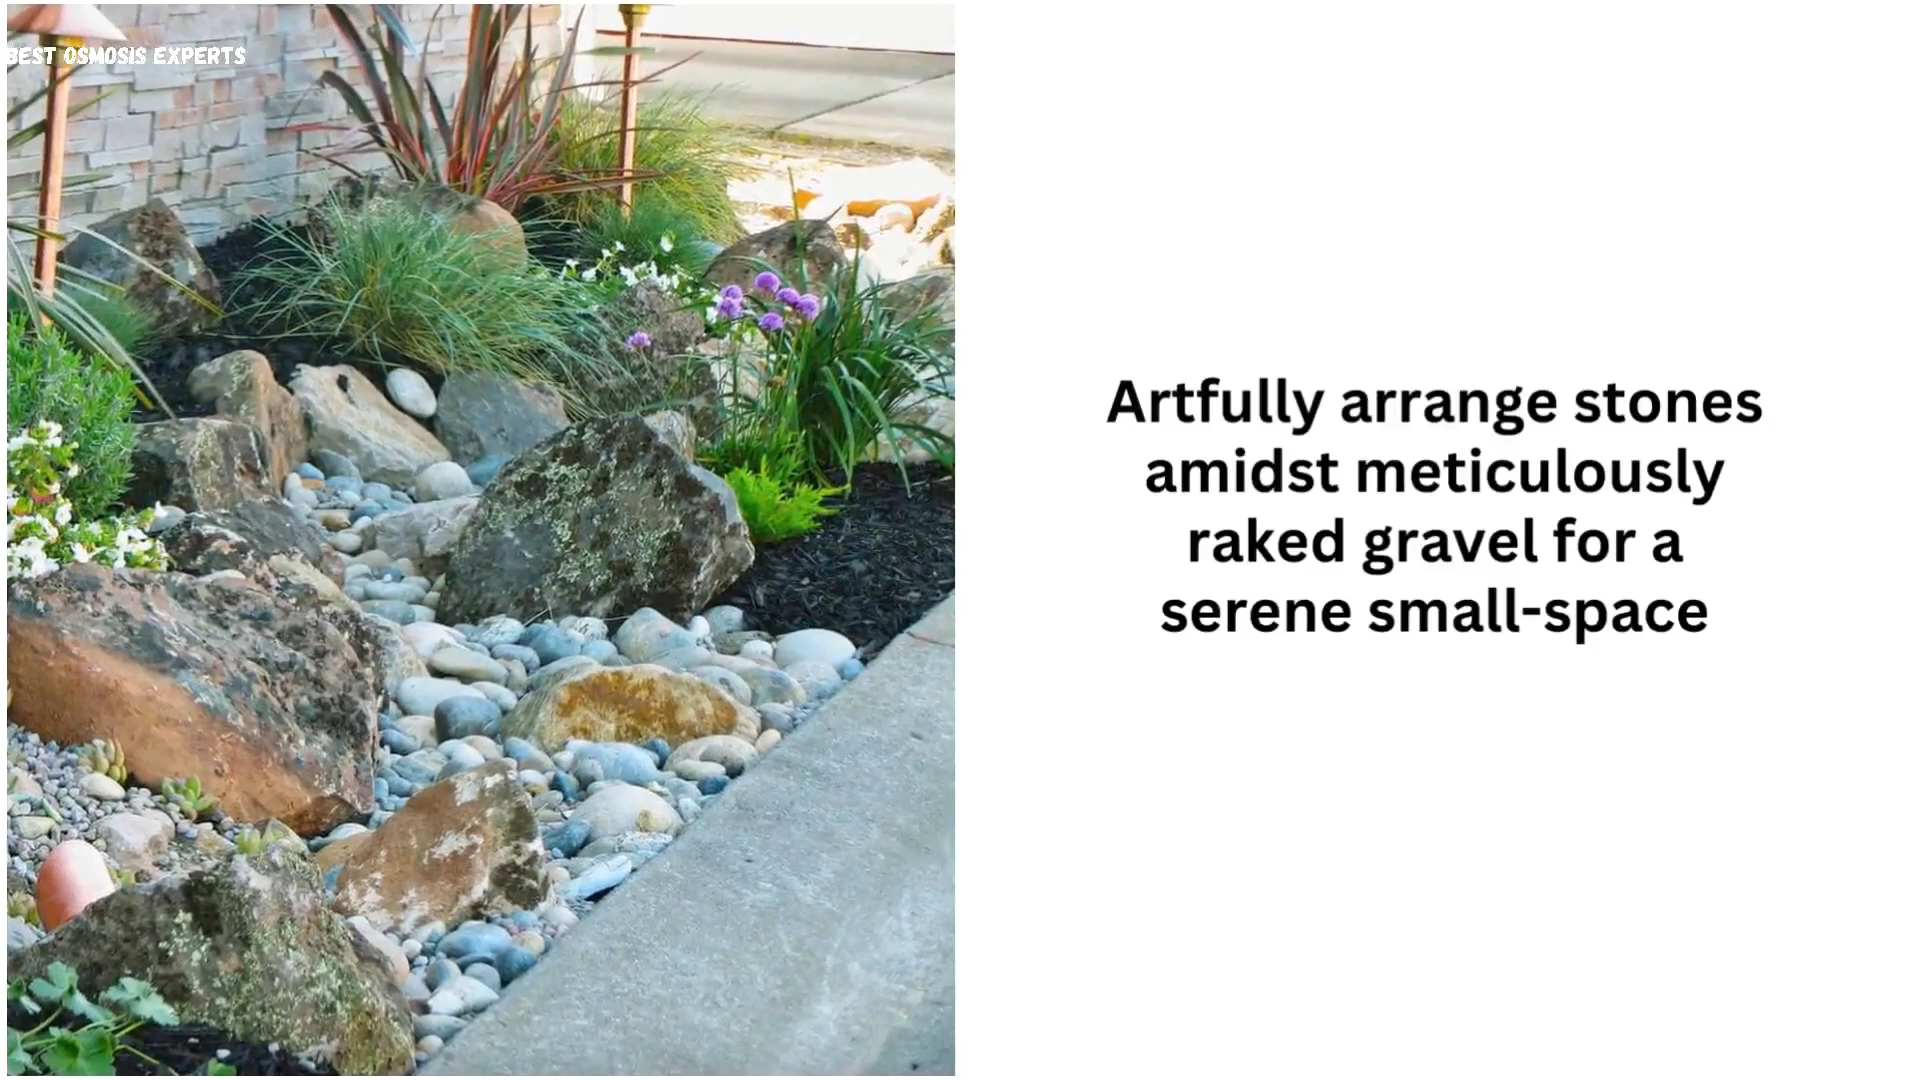 BEST OSMOSIS EXPERTS
Artfully arrange stones
amidst meticulously
raked gravel for a
serene small-space